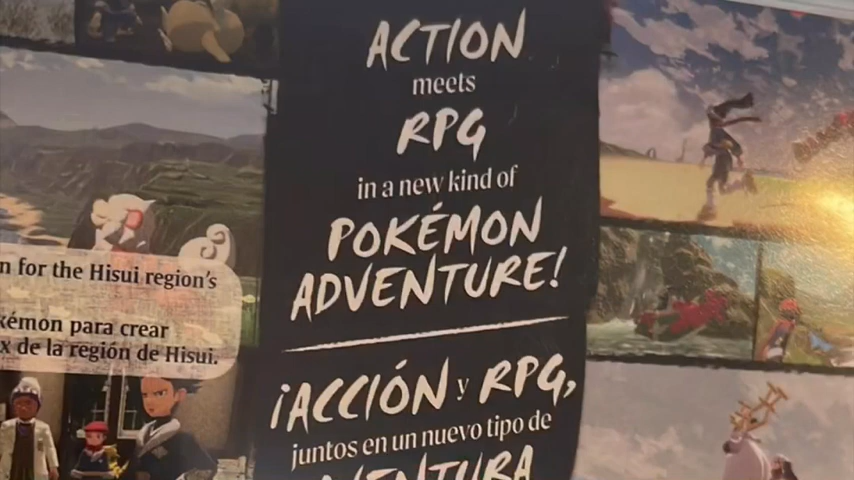 ACTION
meets
RPG
in a new kind of
POKÉMON
ADVENTURE!
n for the Hisui region's
kémon para crear
x de la región de Hisui.
¡ACCIÓN y RPG,
juntos en un nuevo tipo de
VENTURA